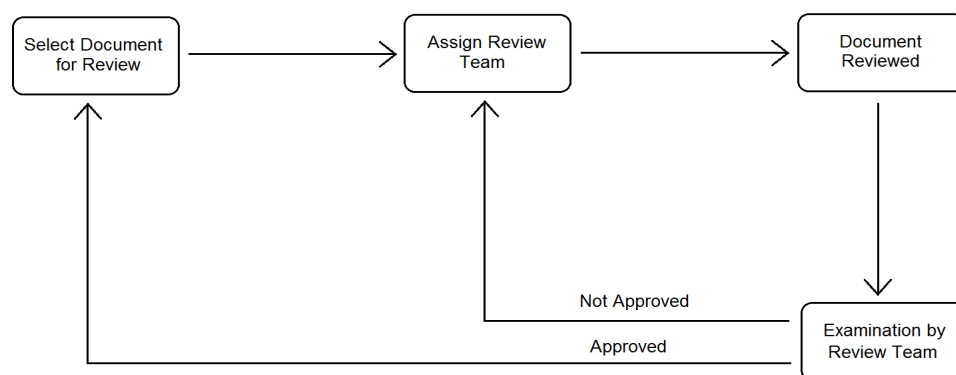 Select Document
for Review
Assign Review
Team
Document
Reviewed
Not Approved
Approved
Examination by
Review Team